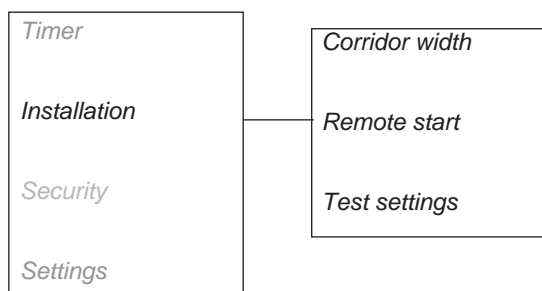 Timer
Installation
Security
Settings
Corridor width
Remote start
Test settings